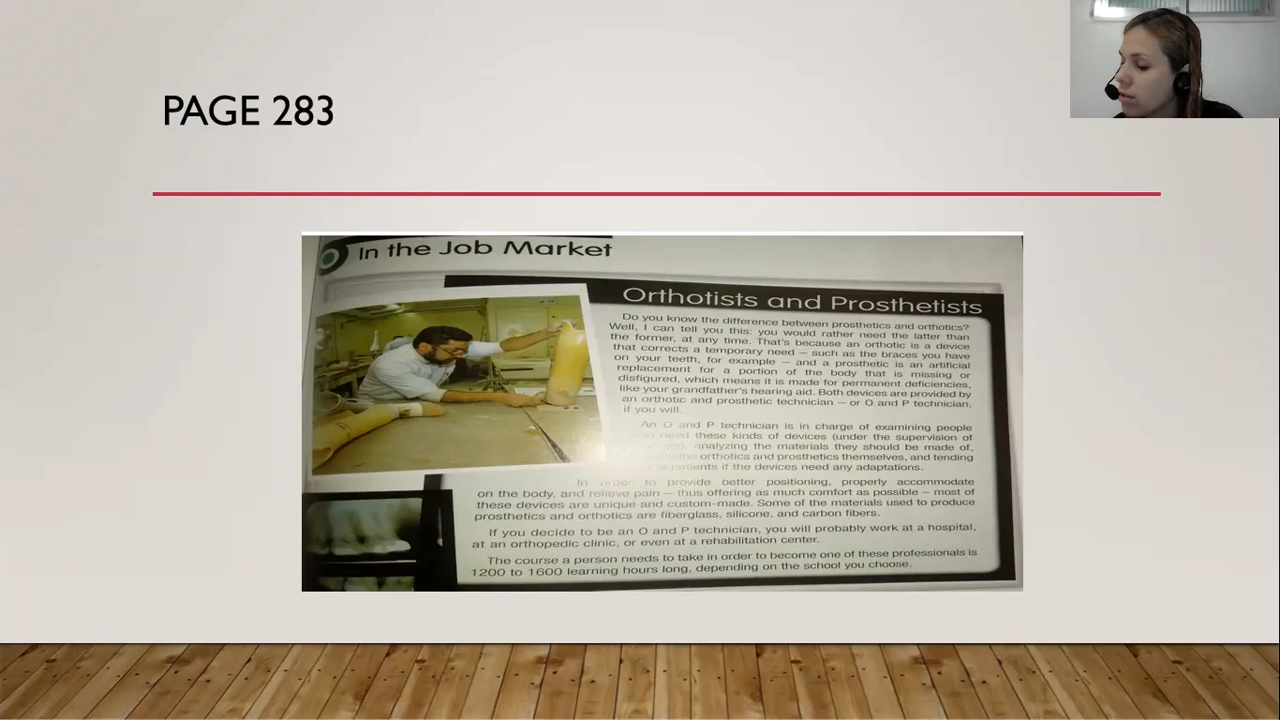 PAGE 283
In the Job Market
Orthotists and Prosthetists
Do you know the difference between prosthetics and orthotics?
Well, I can tell you this: you would rather need the latter than
the former, at any time. That's because an orthotic is a device
that corrects a temporary need – such as the braces you have
on your teeth, for example – and a prosthetic is an artificial
replacement for a portion of the body that is missing or
disfigured, which means it is made for permanent deficiencies,
like your grandfather's hearing aid. Both devices are provided by
an orthotic and prosthetic technician – or O and P technician,
if you will.
An O and P technician is in charge of examining people
need these kinds of devices (under the supervision of
analyzing the materials they should be made of,
the orthotics and prosthetics themselves, and tending
patients if the devices need any adaptations.
In order to provide better positioning, properly accommodate
on the body, and relieve pain – thus offering as much comfort as possible – most of
these devices are unique and custom-made. Some of the materials used to produce
prosthetics and orthotics are fiberglass, silicone, and carbon fibers.
If you decide to be an O and P technician, you will probably work at a hospital,
at an orthopedic clinic, or even at a rehabilitation center.
The course a person needs to take in order to become one of these professionals is
1200 to 1600 learning hours long, depending on the school you choose.